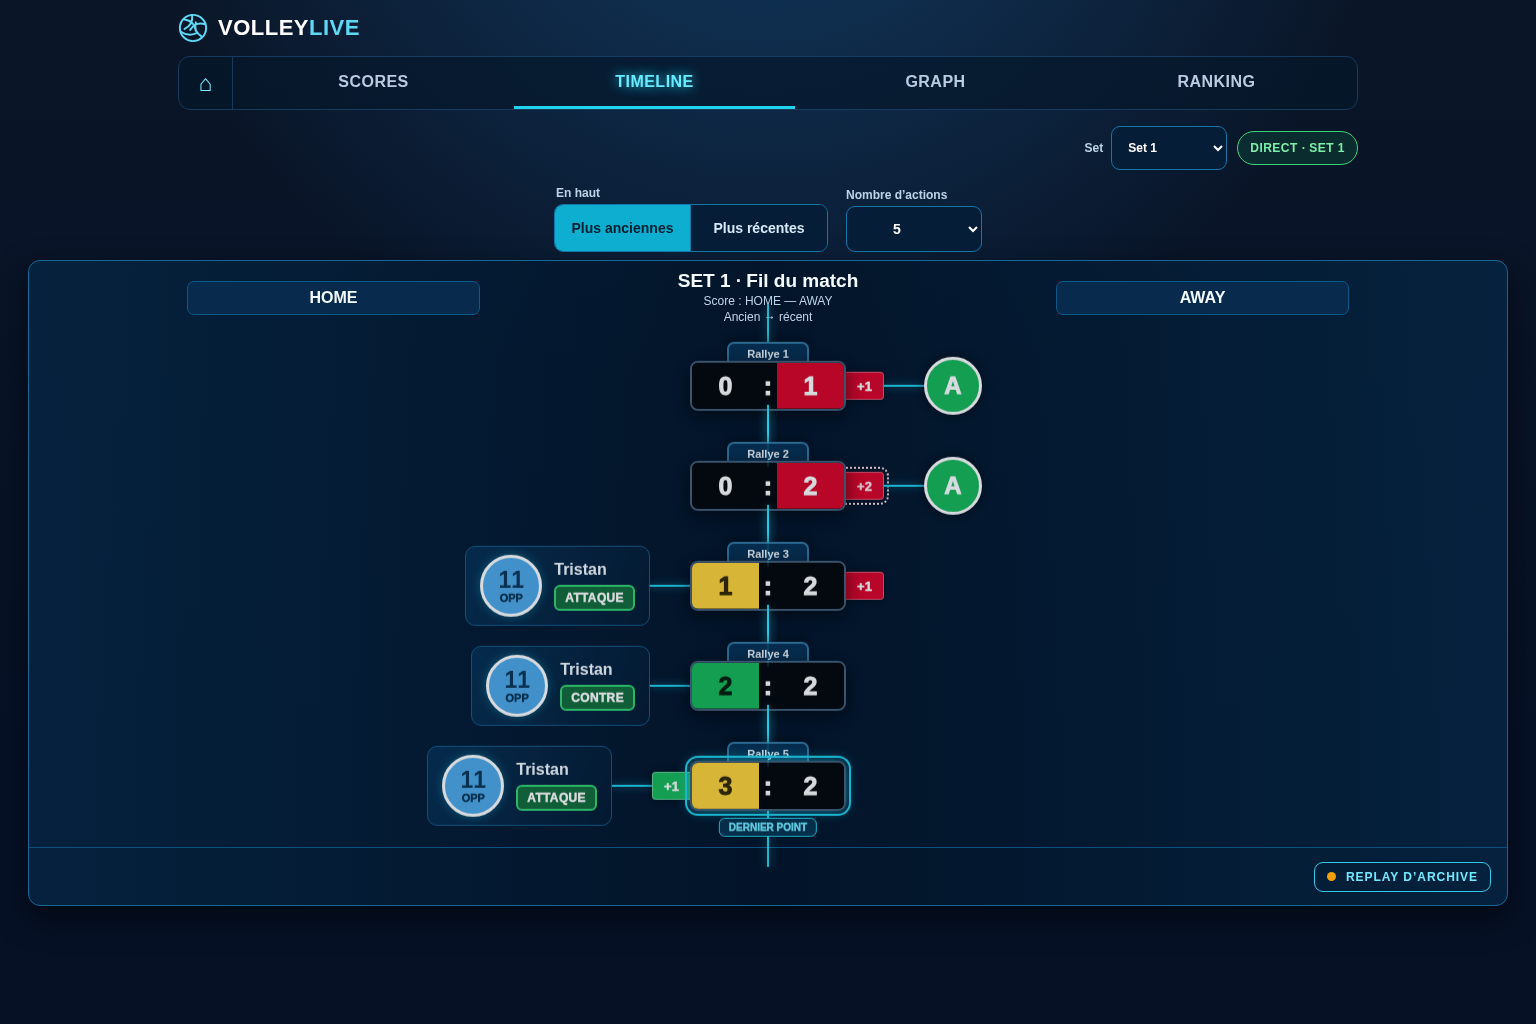 VOLLEYLIVE
SCORES TIMELINE GRAPH RANKING
Set Set 1 DIRECT · SET 1
En haut Nombre d’actions
Plus anciennes Plus récentes 5
HOME SET 1 · Fil du match AWAY
Score : HOME — AWAY
Ancien → récent
Rallye 1
0 : 1 +1 A
Rallye 2
0 : 2 +2 A
Rallye 3
11 OPP Tristan ATTAQUE 1 : 2 +1
Rallye 4
11 OPP Tristan CONTRE 2 : 2
Rallye 5
11 OPP Tristan ATTAQUE +1 3 : 2
DERNIER POINT
REPLAY D’ARCHIVE